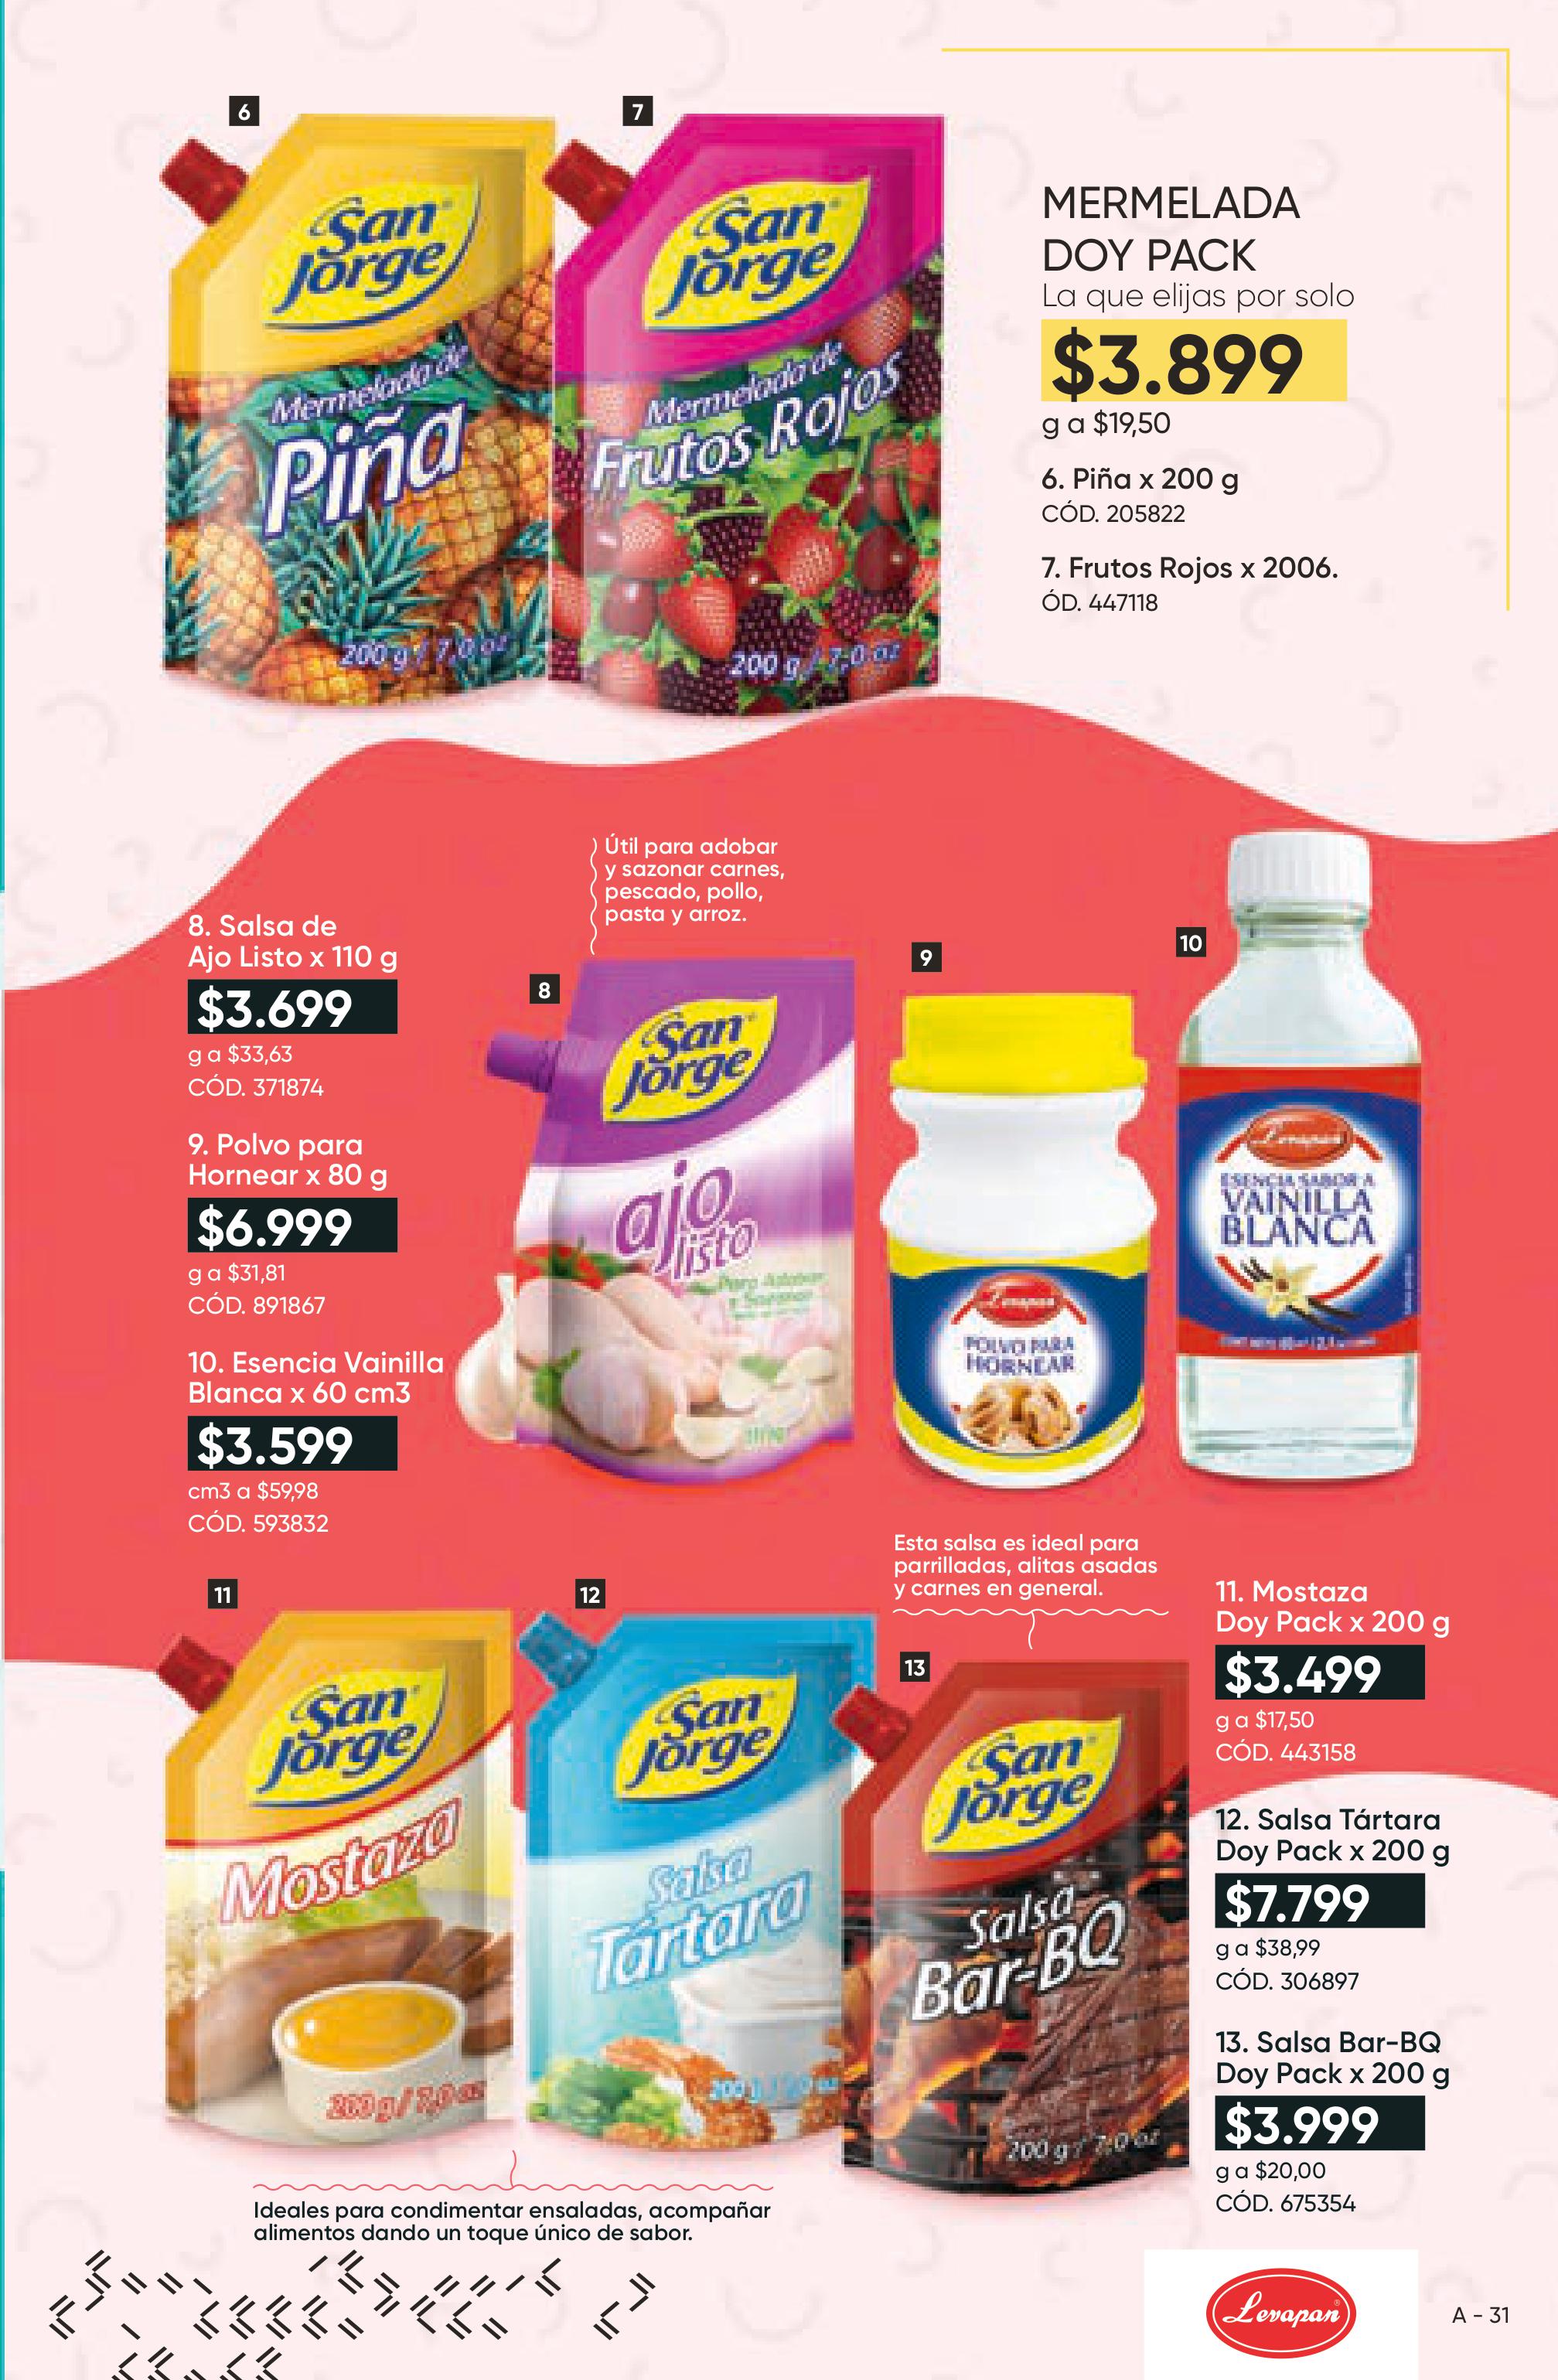 6
7
San
Jorge
Mermelada de
Piña
200 g / 7,0 oz
San
Jorge
Mermelada de
Frutos Rojos
200 g / 7,0 oz
MERMELADA
DOY PACK
La que elijas por solo
$3.899
g a $19,50
6. Piña x 200 g
CÓD. 205822
7. Frutos Rojos x 2006.
ÓD. 447118
Útil para adobar
y sazonar carnes,
pescado, pollo,
pasta y arroz.
8. Salsa de
Ajo Listo x 110 g
$3.699
g a $33,63
CÓD. 371874
9. Polvo para
Hornear x 80 g
$6.999
g a $31,81
CÓD. 891867
10. Esencia Vainilla
Blanca x 60 cm3
$3.599
cm3 a $59,98
CÓD. 593832
8
San
Jorge
ajo
listo
Para Adobar
y Sazonar
110 g
9
Levapan
POLVO PARA
HORNEAR
10
Levapan
ESENCIA SABOR A
VAINILLA
BLANCA
Esta salsa es ideal para
parrilladas, alitas asadas
y carnes en general.
11
San
Jorge
Mostaza
200 g / 7,0 oz
12
San
Jorge
Salsa
Tártara
200 g / 7,0 oz
13
San
Jorge
Salsa
Bar-BQ
200 g / 7,0 oz
11. Mostaza
Doy Pack x 200 g
$3.499
g a $17,50
CÓD. 443158
12. Salsa Tártara
Doy Pack x 200 g
$7.799
g a $38,99
CÓD. 306897
13. Salsa Bar-BQ
Doy Pack x 200 g
$3.999
g a $20,00
CÓD. 675354
Ideales para condimentar ensaladas, acompañar
alimentos dando un toque único de sabor.
Levapan
A - 31